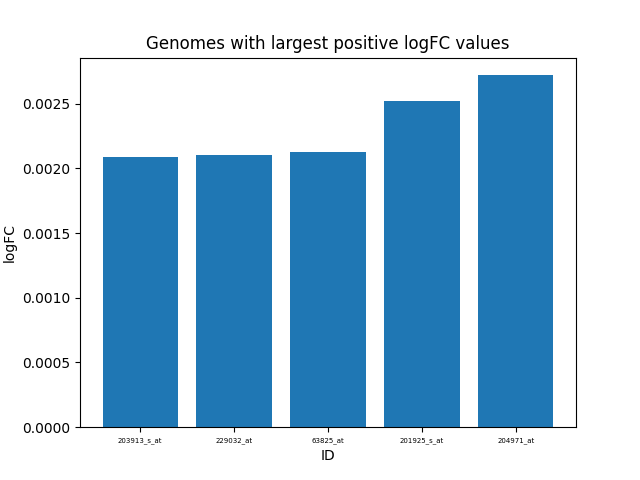 Genomes with largest positive logFC values
logFC
0.0025
0.0020
0.0015
0.0010
0.0005
0.0000
203913_s_at 229032_at 63825_at 201925_s_at 204971_at
ID